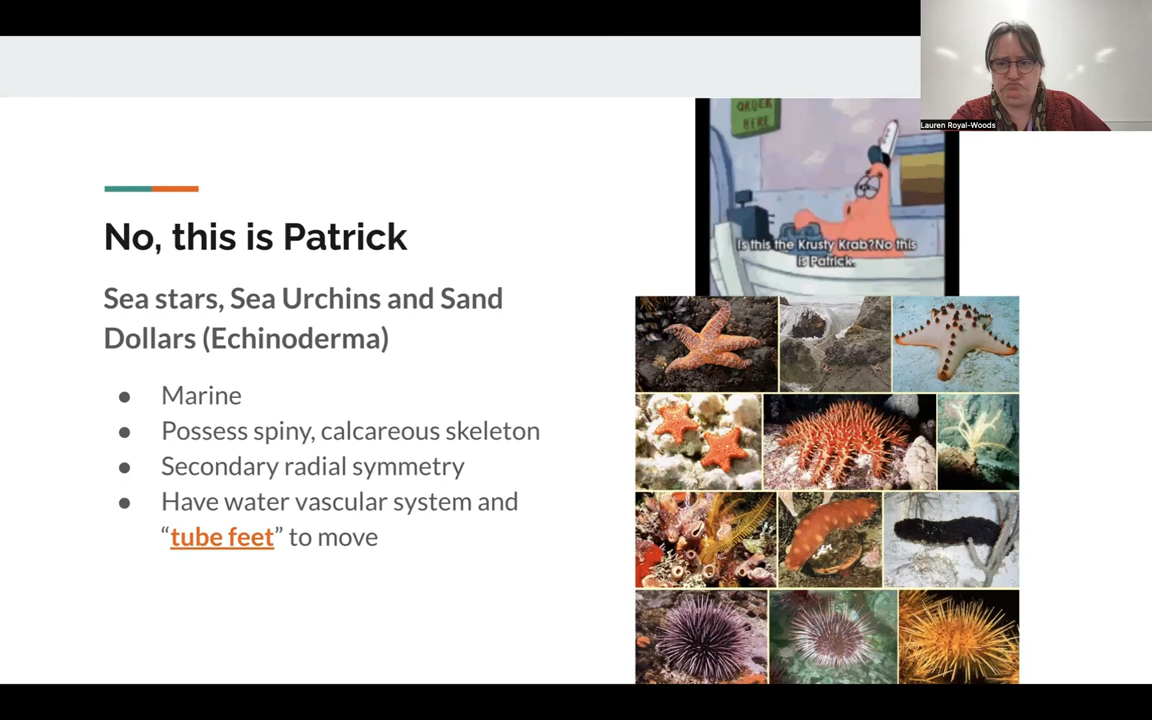 Lauren Royal-Woods
ORDER
HERE
Is this the Krusty Krab?No this
is Patrick.
No, this is Patrick
Sea stars, Sea Urchins and Sand
Dollars (Echinoderma)
● Marine
● Possess spiny, calcareous skeleton
● Secondary radial symmetry
● Have water vascular system and
“tube feet” to move